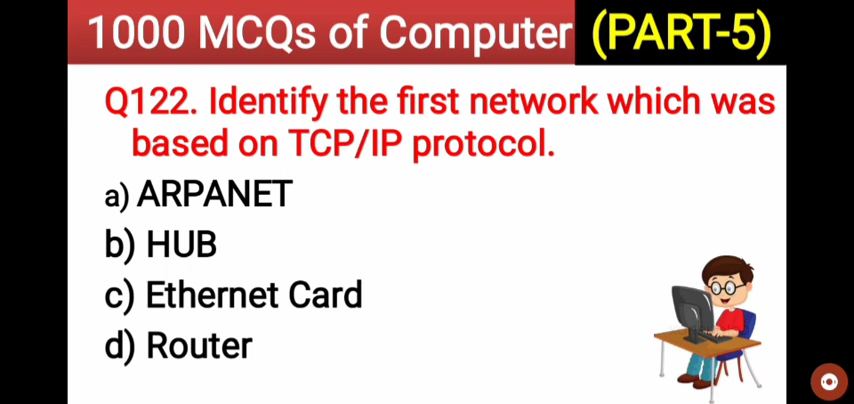 1000 MCQs of Computer (PART-5)
Q122. Identify the first network which was
based on TCP/IP protocol.
a) ARPANET
b) HUB
c) Ethernet Card
d) Router